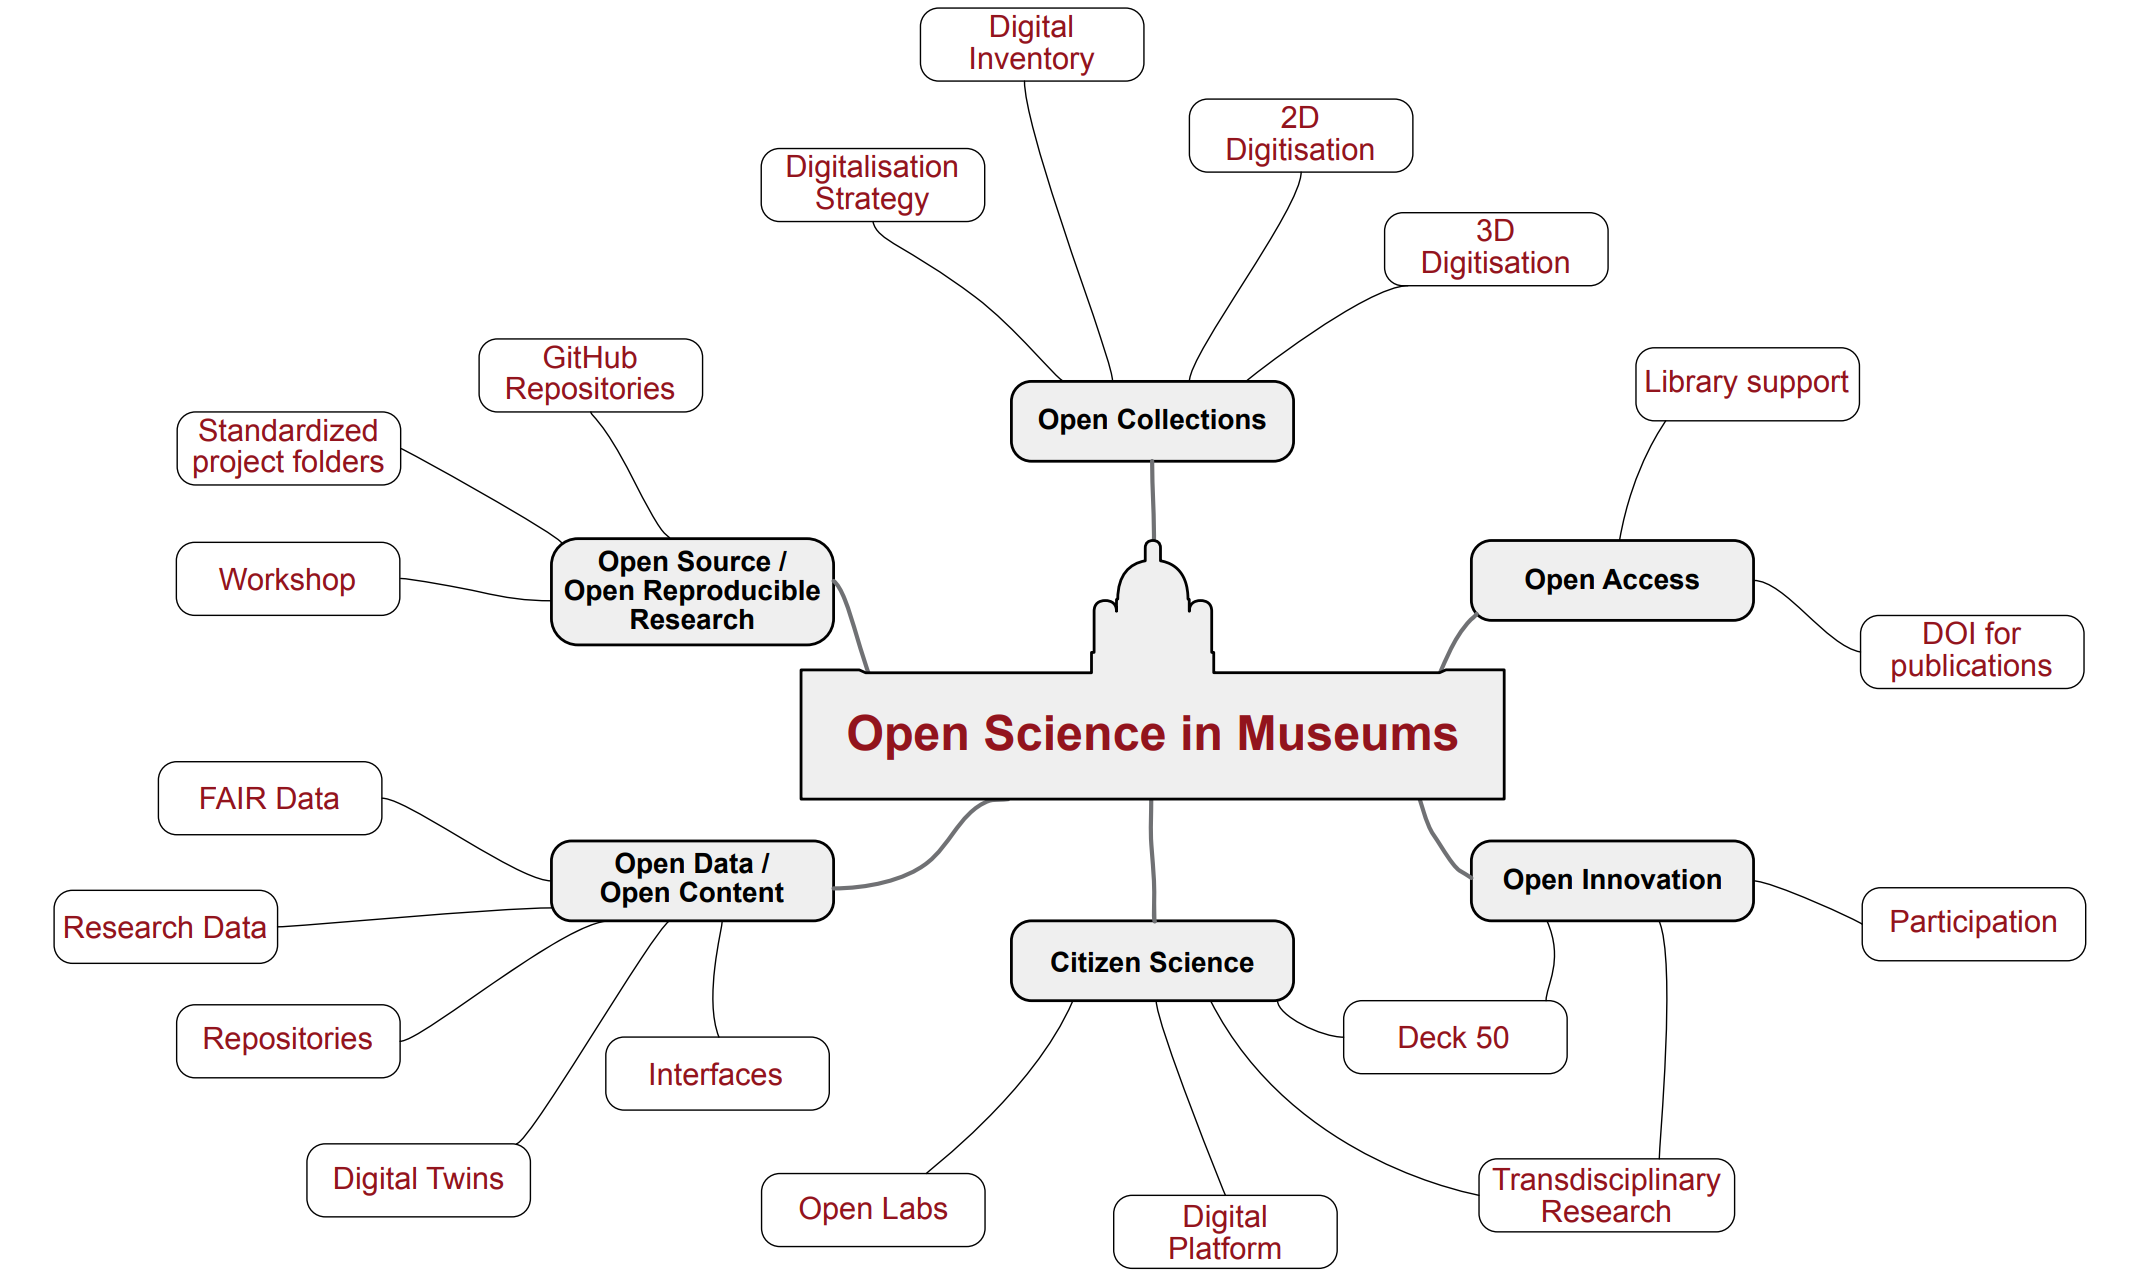 Digital
Inventory
2D
Digitisation
Digitalisation
Strategy
3D
Digitisation
GitHub
Repositories
Library support
Standardized
project folders
Open Collections
Workshop
Open Source /
Open Reproducible
Research
Open Access
DOI for
publications
Open Science in Museums
FAIR Data
Open Data /
Open Content
Open Innovation
Research Data
Participation
Citizen Science
Repositories
Interfaces
Deck 50
Digital Twins
Open Labs
Digital
Platform
Transdisciplinary
Research